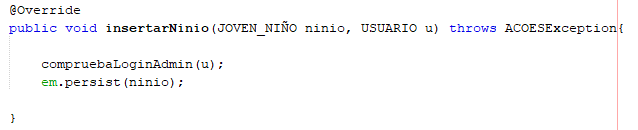 @Override
public void insertarNinio(JOVEN_NIÑO ninio, USUARIO u) throws ACOESException{
compruebaLoginAdmin(u);
em.persist(ninio);
}